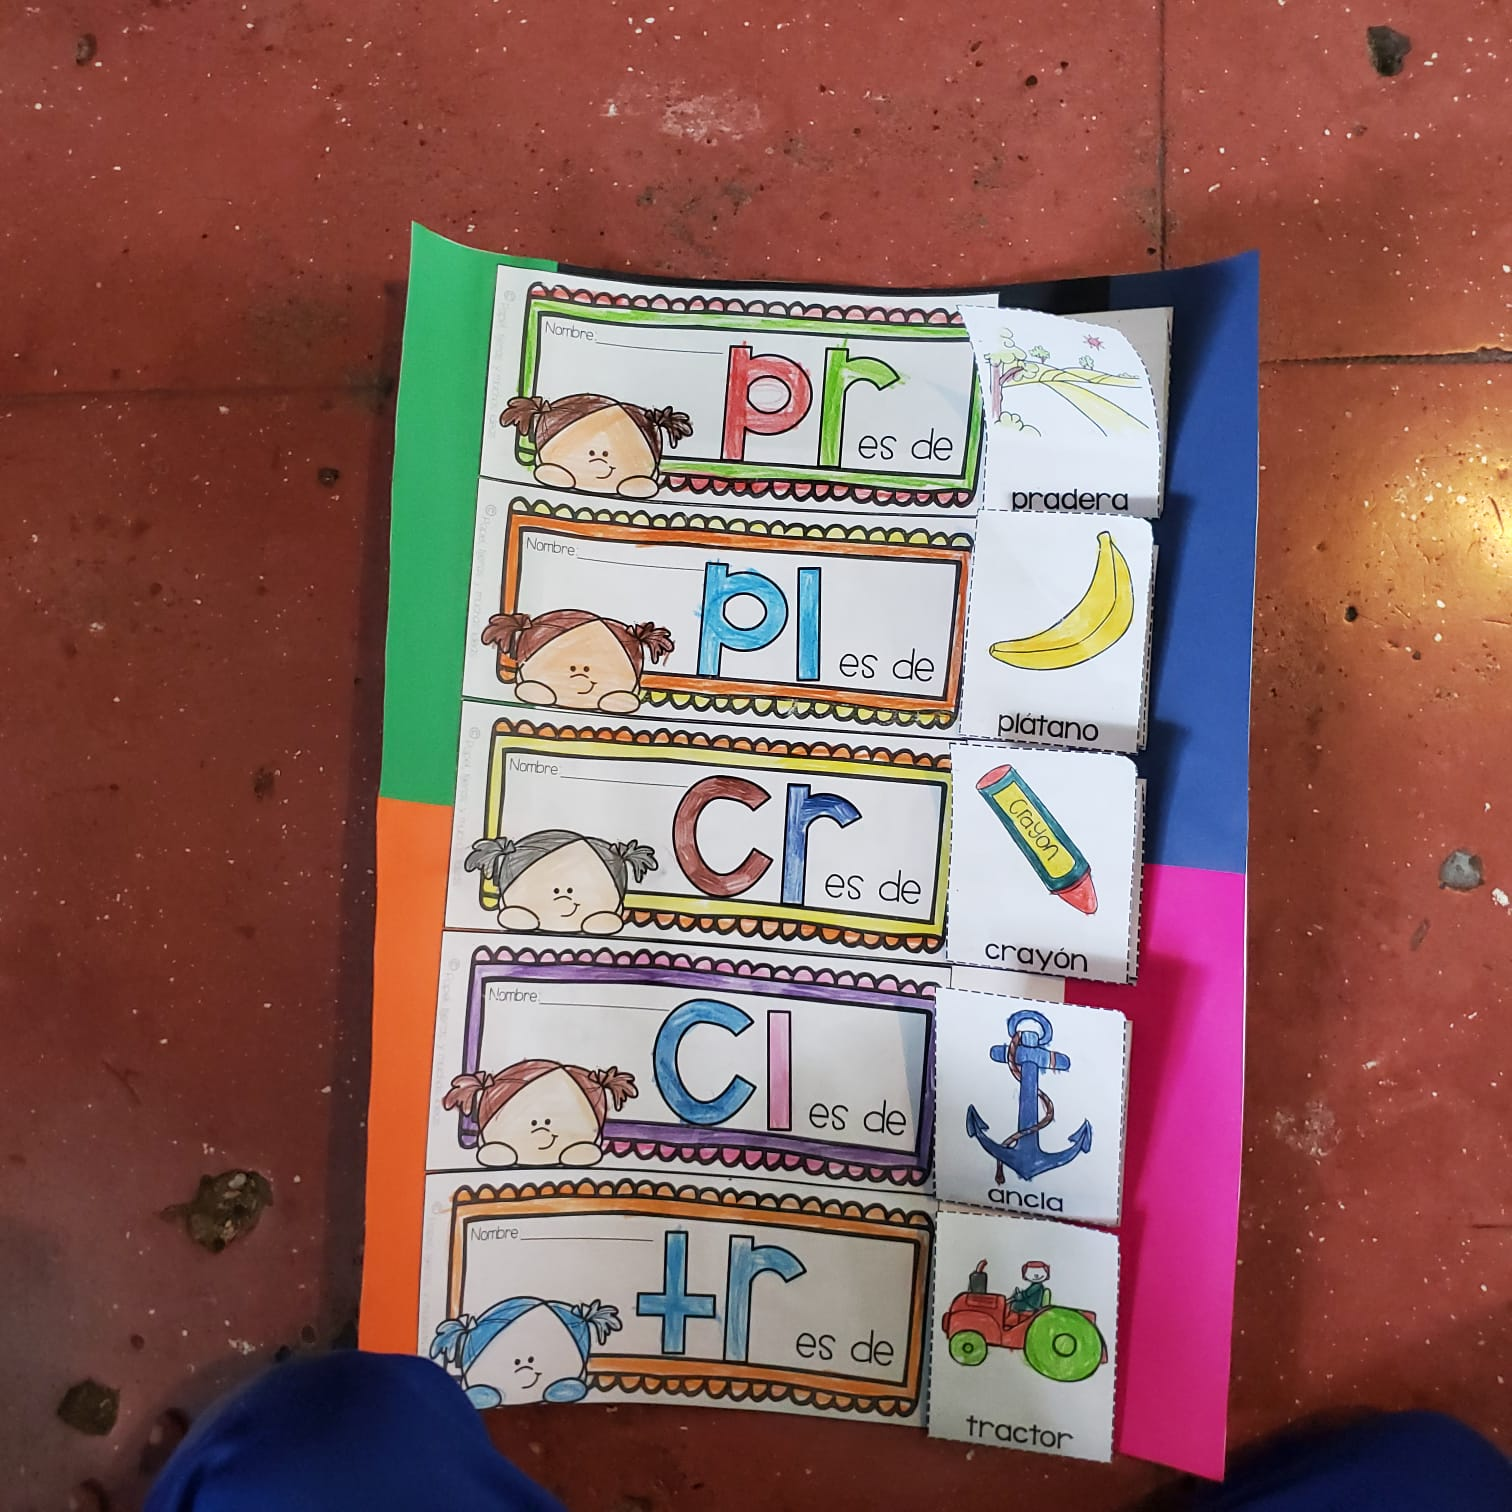 Nombre:
pr es de
pradera
Nombre:
pl es de
plátano
Nombre:
cr es de
crayon
crayón
Nombre:
cl es de
ancla
Nombre
tr es de
tractor